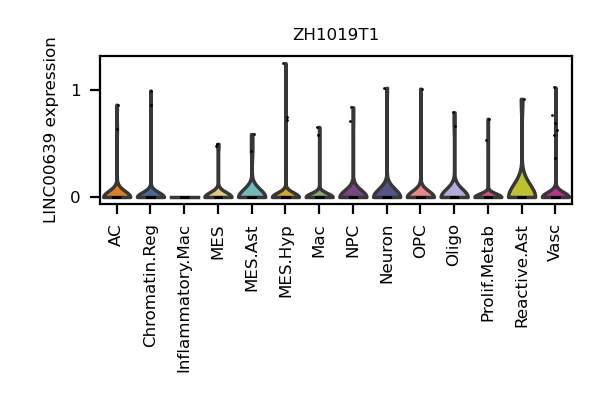 ZH1019T1
LINC00639 expression
1
0
AC
Chromatin.Reg
Inflammatory.Mac
MES
MES.Ast
MES.Hyp
Mac
NPC
Neuron
OPC
Oligo
Prolif.Metab
Reactive.Ast
Vasc